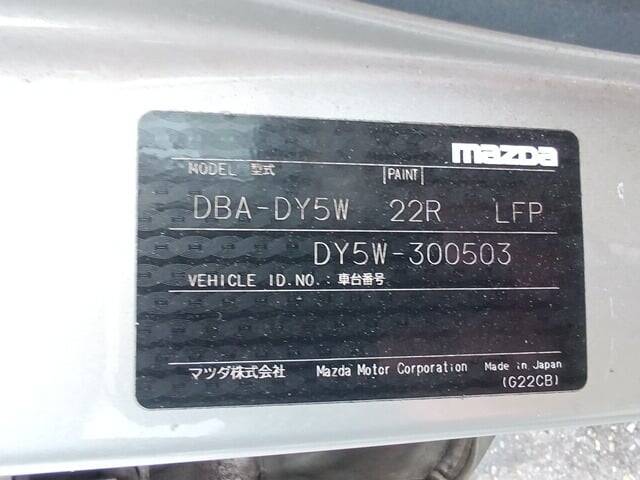 mazda
MODEL 型式 PAINT
DBA-DY5W 22R LFP
DY5W-300503
VEHICLE ID.NO.:車台番号
マツダ株式会社 Mazda Motor Corporation Made in Japan
(G22CB)